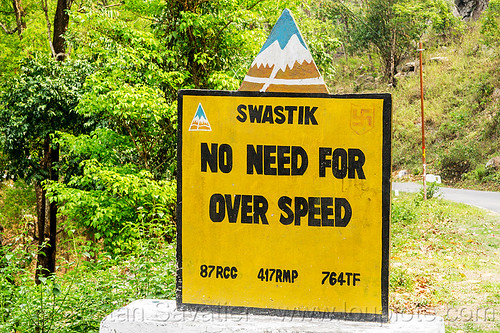 SWASTIK
NO NEED FOR
OVER SPEED
87RCC 417RMP 764TF